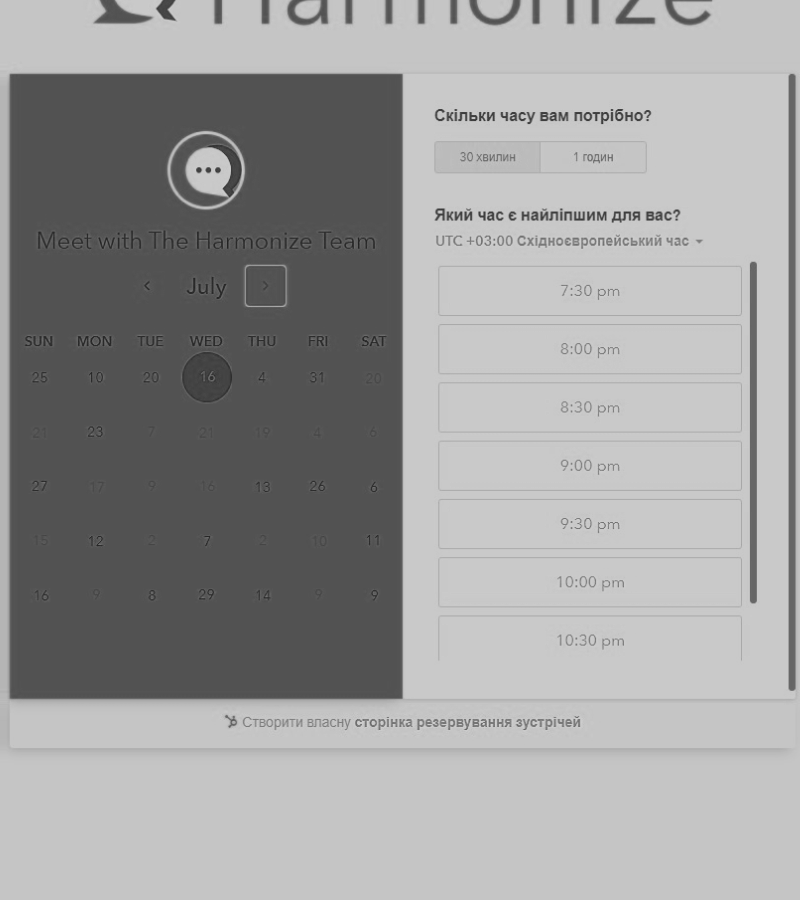 Harmonize
Meet with The Harmonize Team
July
SUN MON TUE WED THU FRI SAT
25 10 20 16 4 31 20
21 23 7 21 19 4 6
27 17 9 16 13 26 6
15 12 2 7 2 10 11
16 9 8 29 14 9 9
Скільки часу вам потрібно?
30 хвилин 1 годин
Який час є найліпшим для вас?
UTC +03:00 Східноєвропейський час
7:30 pm
8:00 pm
8:30 pm
9:00 pm
9:30 pm
10:00 pm
10:30 pm
Створити власну сторінка резервування зустрічей